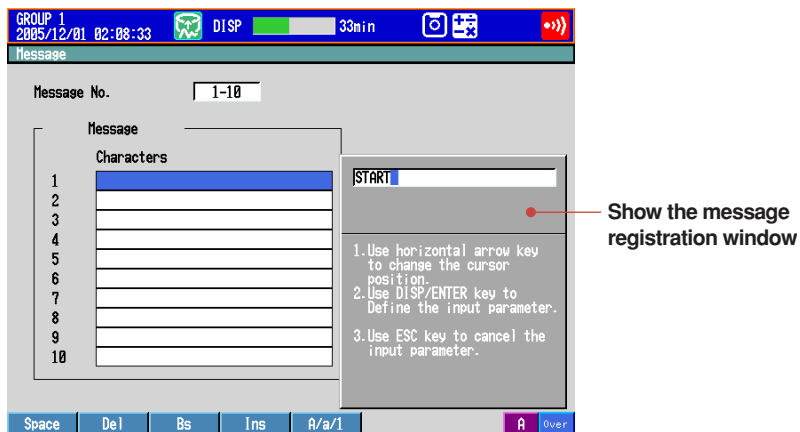 GROUP 1
2005/12/01 02:08:33
DISP
33min
Message
Message No.
1-10
Message
Characters
1
2
3
4
5
6
7
8
9
10
START
1.Use horizontal arrow key
to change the cursor
position.
2.Use DISP/ENTER key to
Define the input parameter.
3.Use ESC key to cancel the
input parameter.
Show the message
registration window
Space Del Bs Ins A/a/1 A Over